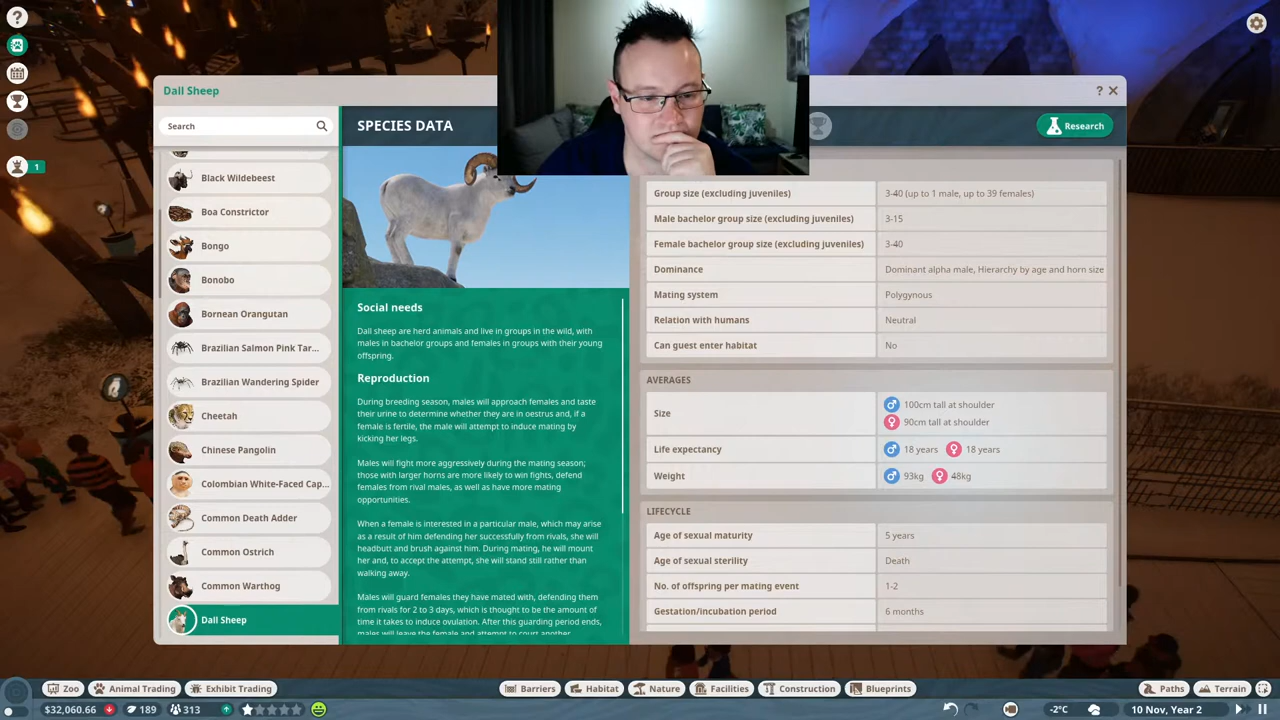 Dall Sheep
?
Search
SPECIES DATA
Research
1
Black Wildebeest
Boa Constrictor
Bongo
Bonobo
Bornean Orangutan
Brazilian Salmon Pink Tar...
Brazilian Wandering Spider
Cheetah
Chinese Pangolin
Colombian White-Faced Cap...
Common Death Adder
Common Ostrich
Common Warthog
Dall Sheep
Social needs
Dall sheep are herd animals and live in groups in the wild, with
males in bachelor groups and females in groups with their young
offspring.
Reproduction
During breeding season, males will approach females and taste
their urine to determine whether they are in oestrus and, if a
female is fertile, the male will attempt to induce mating by
kicking her legs.
Males will fight more aggressively during the mating season;
those with larger horns are more likely to win fights, defend
females from rival males, as well as have more mating
opportunities.
When a female is interested in a particular male, which may arise
as a result of him defending her successfully from rivals, she will
headbutt and brush against him. During mating, he will mount
her and, to accept the attempt, she will stand still rather than
walking away.
Males will guard females they have mated with, defending them
from rivals for 2 to 3 days, which is thought to be the amount of
time it takes to induce ovulation. After this guarding period ends,
males will leave the female and attempt to court another
Group size (excluding juveniles) 3-40 (up to 1 male, up to 39 females)
Male bachelor group size (excluding juveniles) 3-15
Female bachelor group size (excluding juveniles) 3-40
Dominance Dominant alpha male, Hierarchy by age and horn size
Mating system Polygynous
Relation with humans Neutral
Can guest enter habitat No
AVERAGES
Size 100cm tall at shoulder
90cm tall at shoulder
Life expectancy 18 years 18 years
Weight 93kg 48kg
LIFECYCLE
Age of sexual maturity 5 years
Age of sexual sterility Death
No. of offspring per mating event 1-2
Gestation/incubation period 6 months
Zoo Animal Trading Exhibit Trading Barriers Habitat Nature Facilities Construction Blueprints Paths Terrain
$32,060.66 189 313 -2°C 10 Nov, Year 2